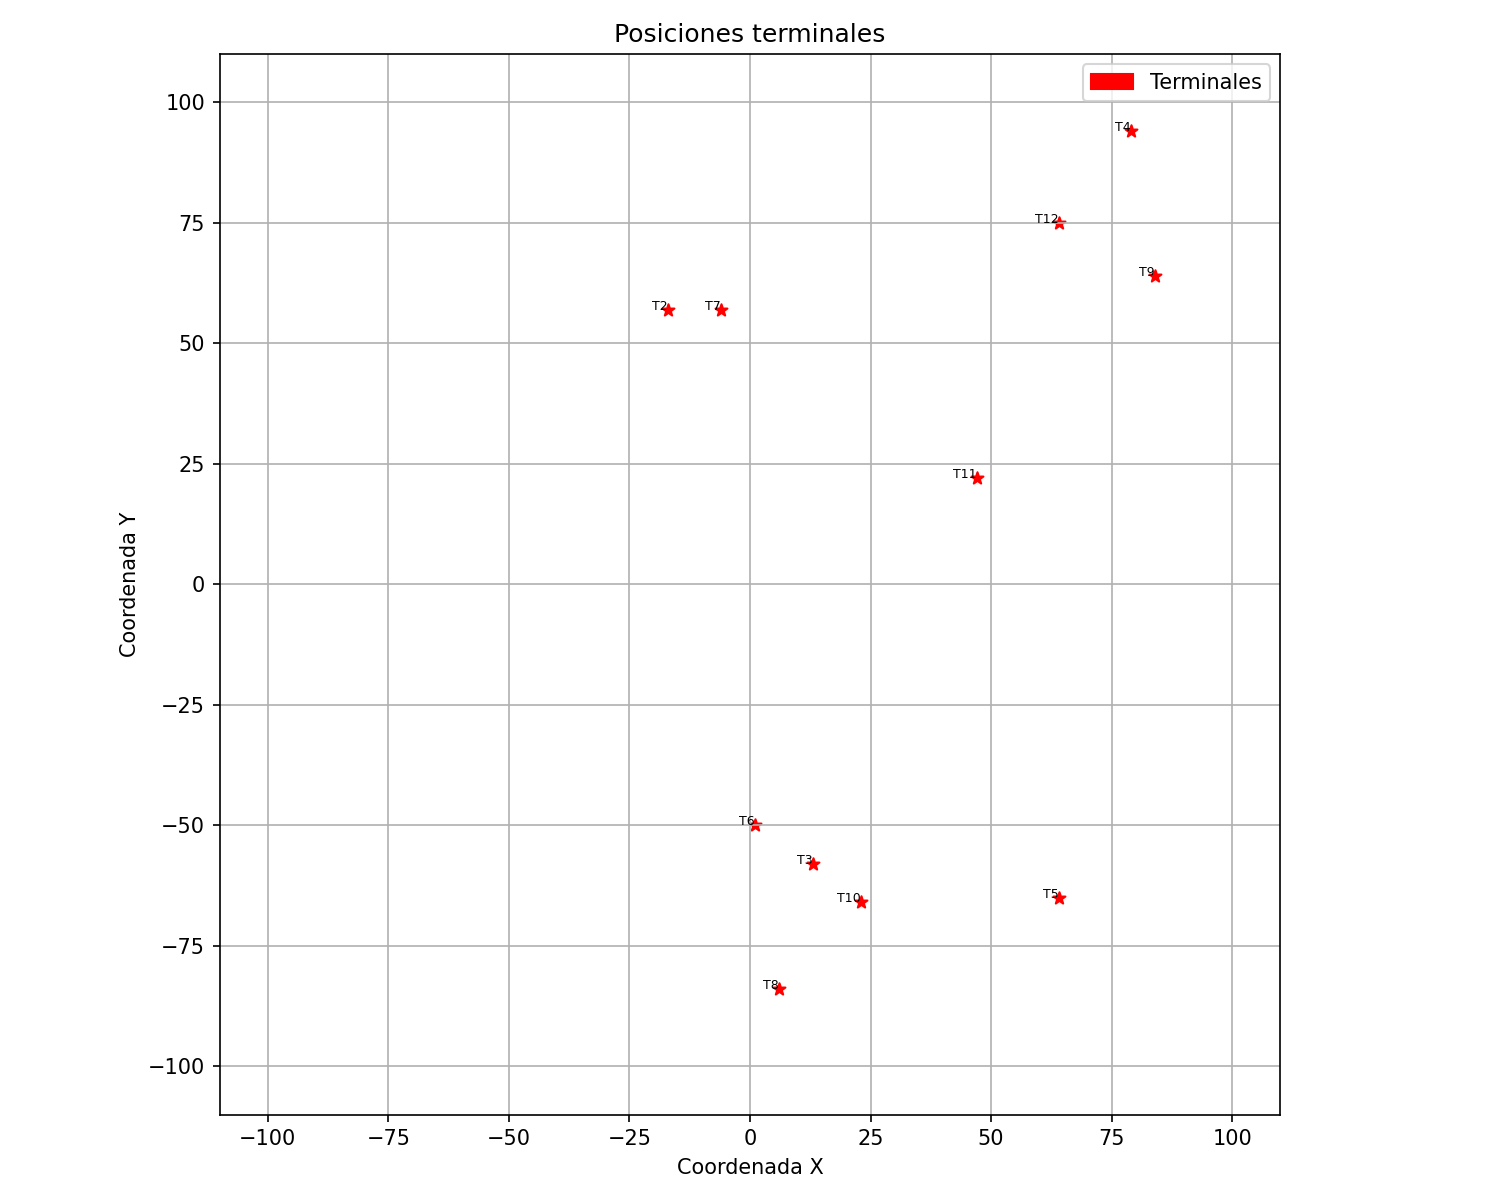 Posiciones terminales
Terminales
100
75
50
25
0
−25
−50
−75
−100
Coordenada Y
T4
T12
T9
T2
T7
T11
T6
T3
T10
T5
T8
−100
−75
−50
−25
0
25
50
75
100
Coordenada X